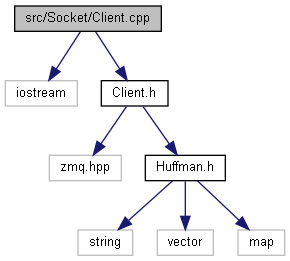 src/Socket/Client.cpp
iostream
Client.h
zmq.hpp
Huffman.h
string
vector
map